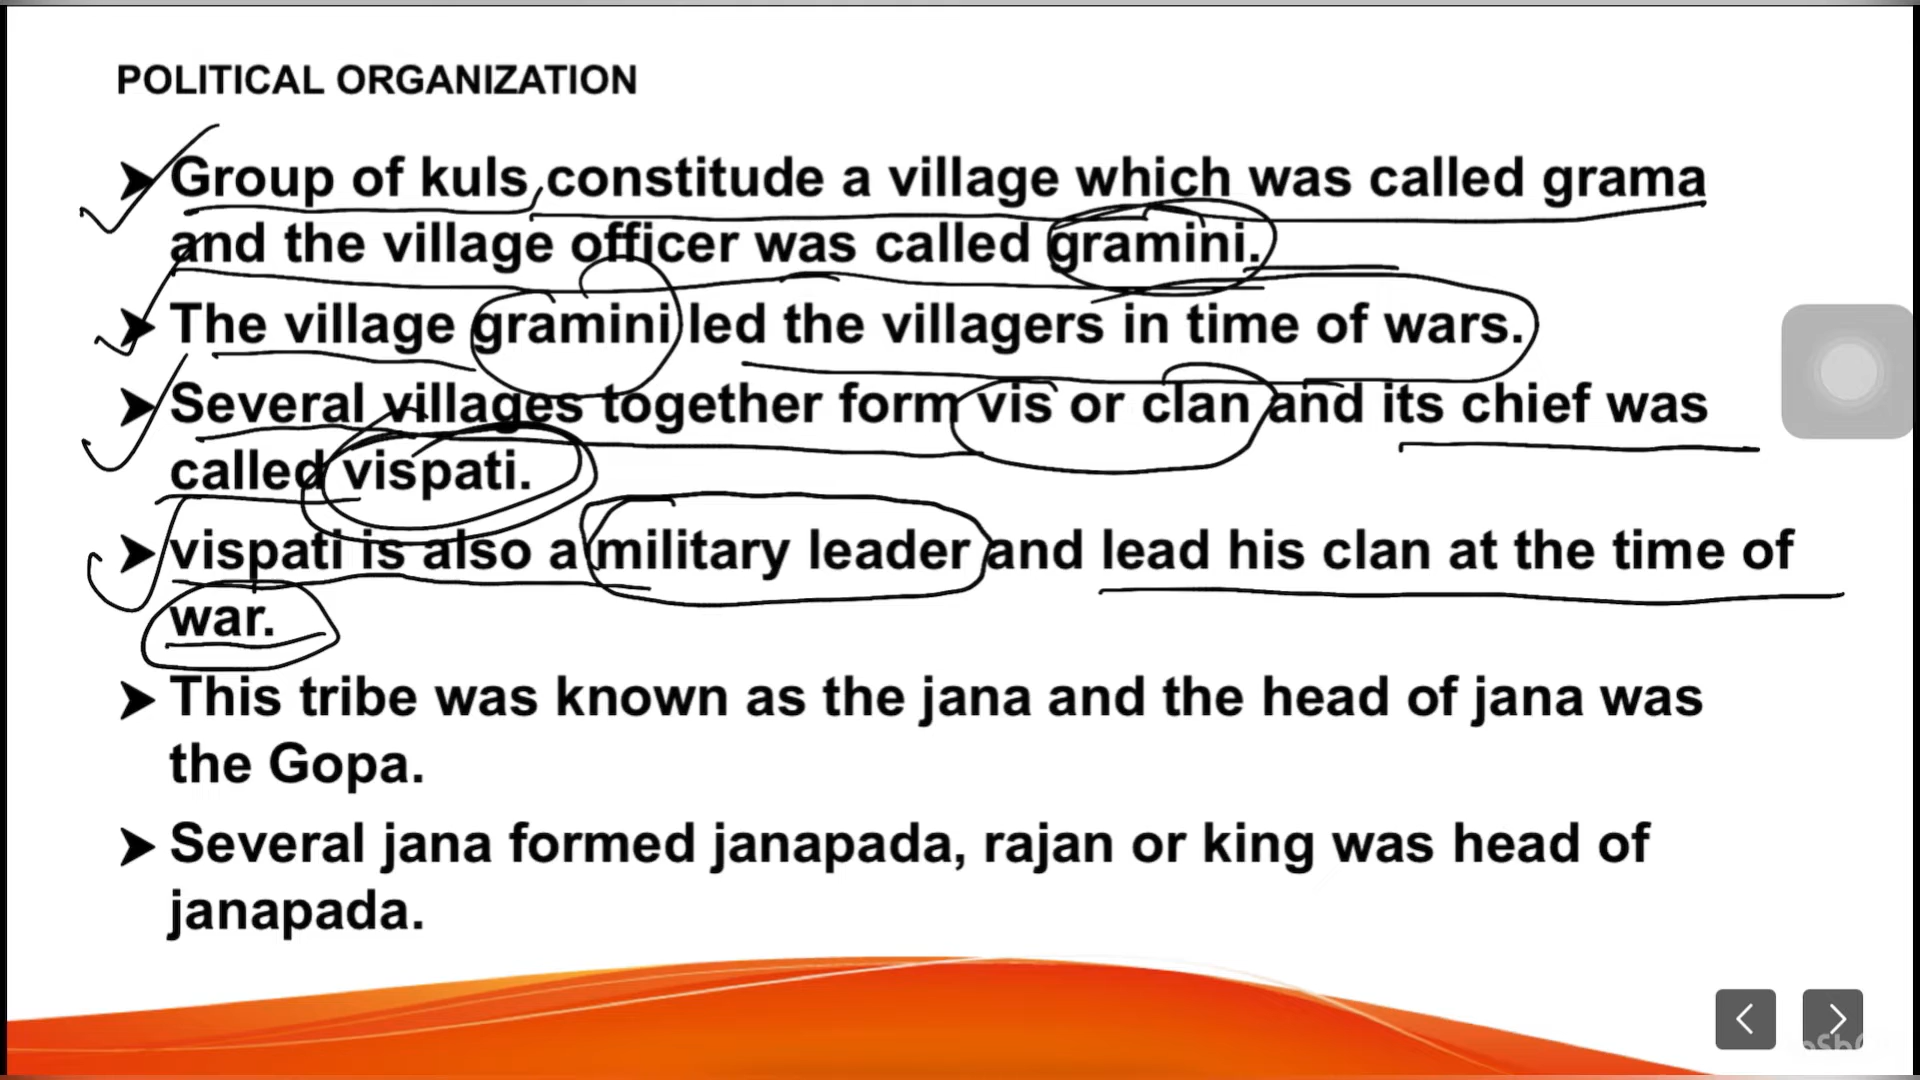 POLITICAL ORGANIZATION
➤ Group of kuls constitude a village which was called grama
and the village officer was called gramini.
➤ The village gramini led the villagers in time of wars.
➤ Several villages together form vis or clan and its chief was
called vispati.
➤ vispati is also a military leader and lead his clan at the time of
war.
➤ This tribe was known as the jana and the head of jana was
the Gopa.
➤ Several jana formed janapada, rajan or king was head of
janapada.